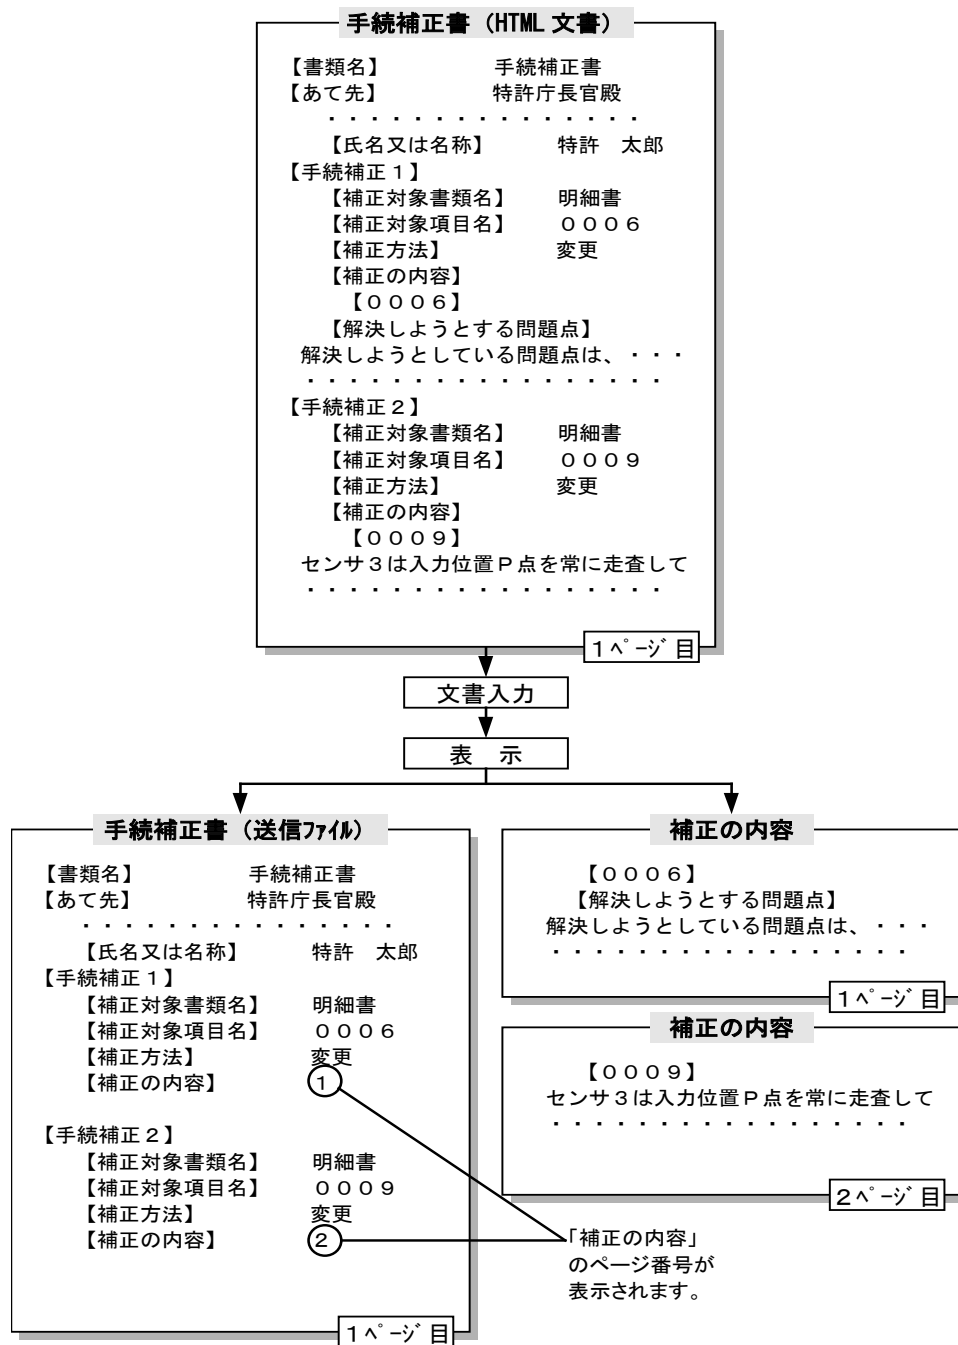 手続補正書（HTML 文書）
【書類名】　手続補正書
【あて先】　特許庁長官殿
・・・・・・・・・・・・・・・
【氏名又は名称】　特許　太郎
【手続補正１】
【補正対象書類名】　明細書
【補正対象項目名】　０００６
【補正方法】　変更
【補正の内容】
【０００６】
【解決しようとする問題点】
解決しようとしている問題点は、・・・
・・・・・・・・・・・・・・・・・
【手続補正２】
【補正対象書類名】　明細書
【補正対象項目名】　０００９
【補正方法】　変更
【補正の内容】
【０００９】
センサ３は入力位置Ｐ点を常に走査して
・・・・・・・・・・・・・・・・・
１ﾍﾟｰｼﾞ目
文書入力
表　示
手続補正書（送信ﾌｧｲﾙ）
【書類名】　手続補正書
【あて先】　特許庁長官殿
・・・・・・・・・・・・・・・
【氏名又は名称】　特許　太郎
【手続補正１】
【補正対象書類名】　明細書
【補正対象項目名】　０００６
【補正方法】　変更
【補正の内容】　①
【手続補正２】
【補正対象書類名】　明細書
【補正対象項目名】　０００９
【補正方法】　変更
【補正の内容】　②
１ﾍﾟｰｼﾞ目
補正の内容
【０００６】
【解決しようとする問題点】
解決しようとしている問題点は、・・・
・・・・・・・・・・・・・・・・・
１ﾍﾟｰｼﾞ目
補正の内容
【０００９】
センサ３は入力位置Ｐ点を常に走査して
・・・・・・・・・・・・・・・・・
２ﾍﾟｰｼﾞ目
「補正の内容」
のページ番号が
表示されます。